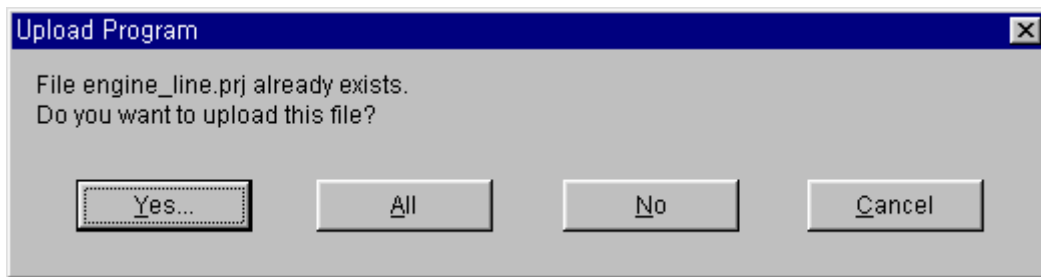 Upload Program
File engine_line.prj already exists.
Do you want to upload this file?
Yes... All No Cancel